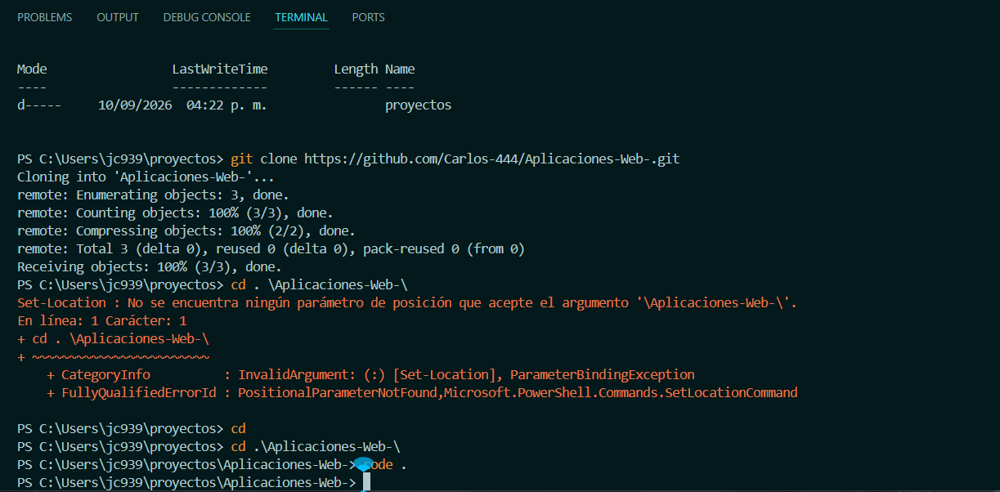 PROBLEMS OUTPUT DEBUG CONSOLE TERMINAL PORTS
Mode LastWriteTime Length Name
---- ------------- ------ ----
d----- 10/09/2026 04:22 p. m. proyectos
PS C:\Users\jc939\proyectos> git clone https://github.com/Carlos-444/Aplicaciones-Web-.git
Cloning into 'Aplicaciones-Web-'...
remote: Enumerating objects: 3, done.
remote: Counting objects: 100% (3/3), done.
remote: Compressing objects: 100% (2/2), done.
remote: Total 3 (delta 0), reused 0 (delta 0), pack-reused 0 (from 0)
Receiving objects: 100% (3/3), done.
PS C:\Users\jc939\proyectos> cd . \Aplicaciones-Web-\
Set-Location : No se encuentra ningún parámetro de posición que acepte el argumento '\Aplicaciones-Web-\'.
En línea: 1 Carácter: 1
+ cd . \Aplicaciones-Web-\
+ ~~~~~~~~~~~~~~~~~~~~~~~~
+ CategoryInfo : InvalidArgument: (:) [Set-Location], ParameterBindingException
+ FullyQualifiedErrorId : PositionalParameterNotFound,Microsoft.PowerShell.Commands.SetLocationCommand
PS C:\Users\jc939\proyectos> cd
PS C:\Users\jc939\proyectos> cd .\Aplicaciones-Web-\
PS C:\Users\jc939\proyectos\Aplicaciones-Web-> code .
PS C:\Users\jc939\proyectos\Aplicaciones-Web->